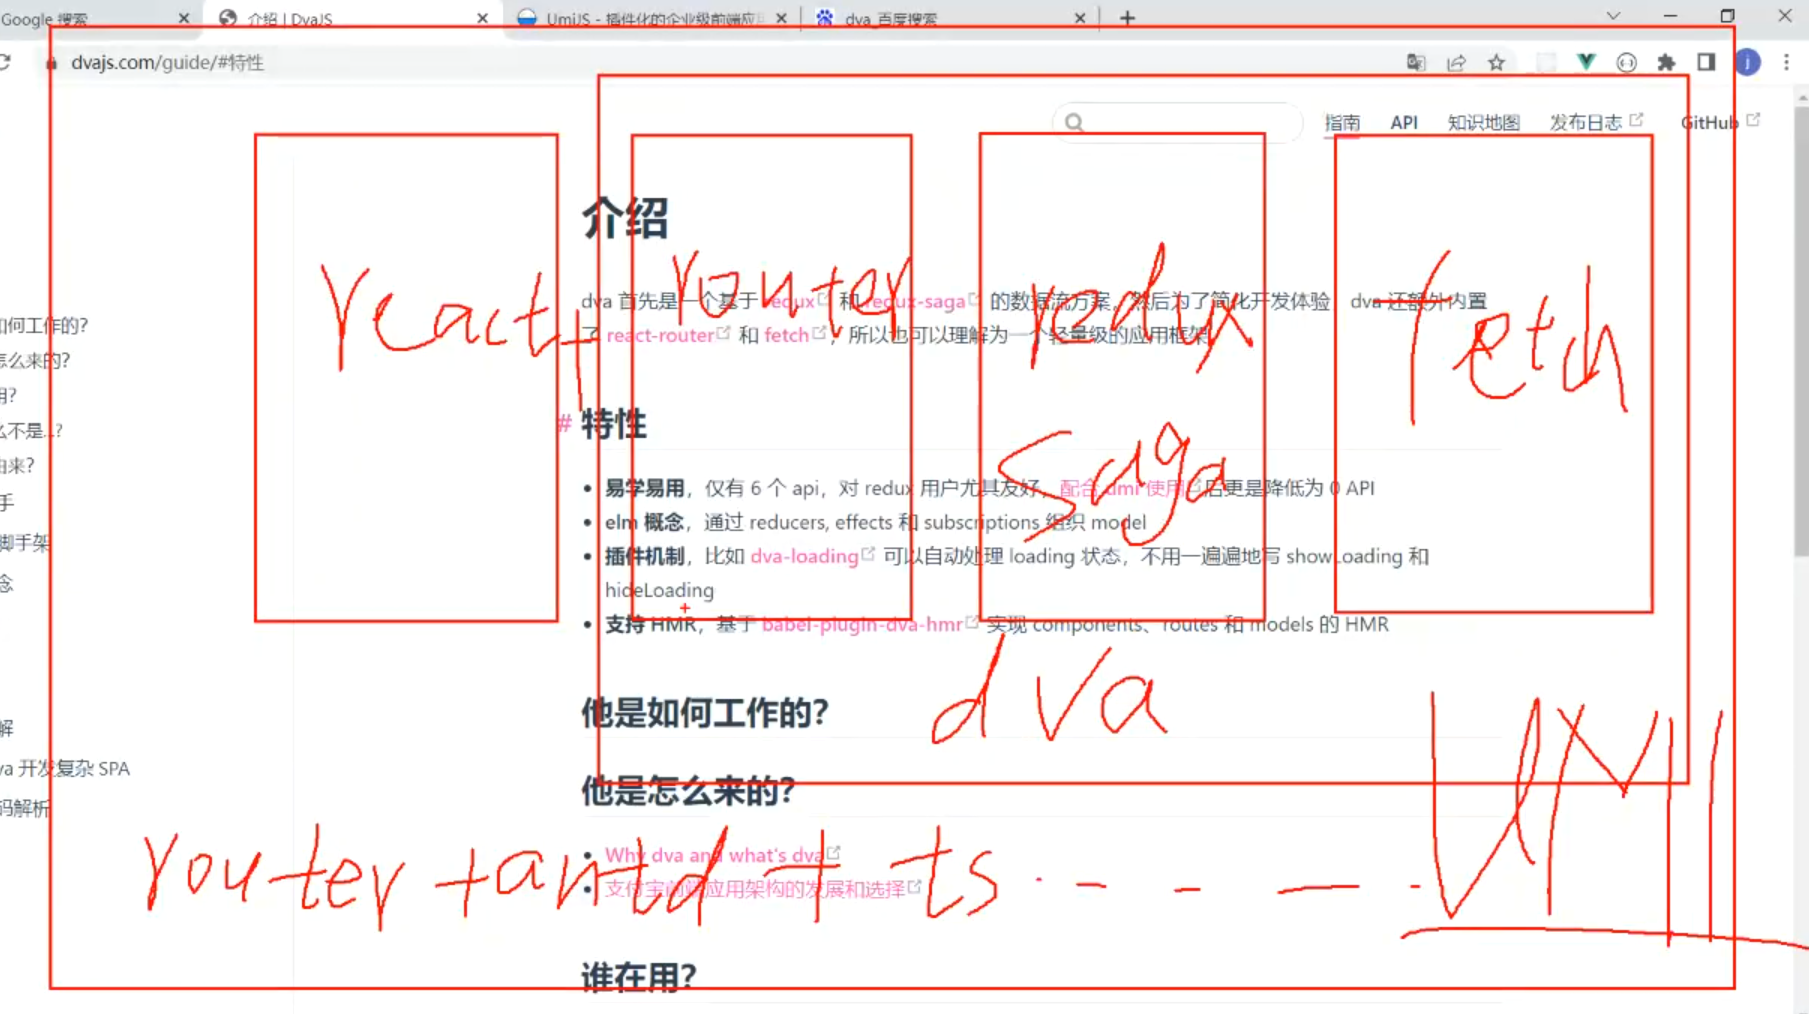 Google 搜索
介绍 | DvaJS
UmiJS - 插件化的企业级前端应用
dva_百度搜索
dvajs.com/guide/#特性
j
指南 API 知识地图 发布日志 GitHub
介绍
react router redux fetch
dva 首先是一个基于 redux 和 redux-saga 的数据流方案,然后为了简化开发体验 dva 还额外内置
了 react-router 和 fetch,所以也可以理解为一个轻量级的应用框架
如何工作的?
怎么来的?
用?
么不是..?
由来?
手
脚手架
念
# 特性
saga
• 易学易用,仅有 6 个 api,对 redux 用户尤其友好,配合 umi 使用后更是降低为 0 API
• elm 概念,通过 reducers, effects 和 subscriptions 组织 model
• 插件机制,比如 dva-loading 可以自动处理 loading 状态,不用一遍遍地写 showLoading 和
hideLoading
• 支持 HMR,基于 babel-plugin-dva-hmr 实现 components、routes 和 models 的 HMR
dva
他是如何工作的?
解
va 开发复杂 SPA
码解析
UMI
他是怎么来的?
router + antd + ts
• Why dva and what's dva
• 支付宝前端应用架构的发展和选择
谁在用?